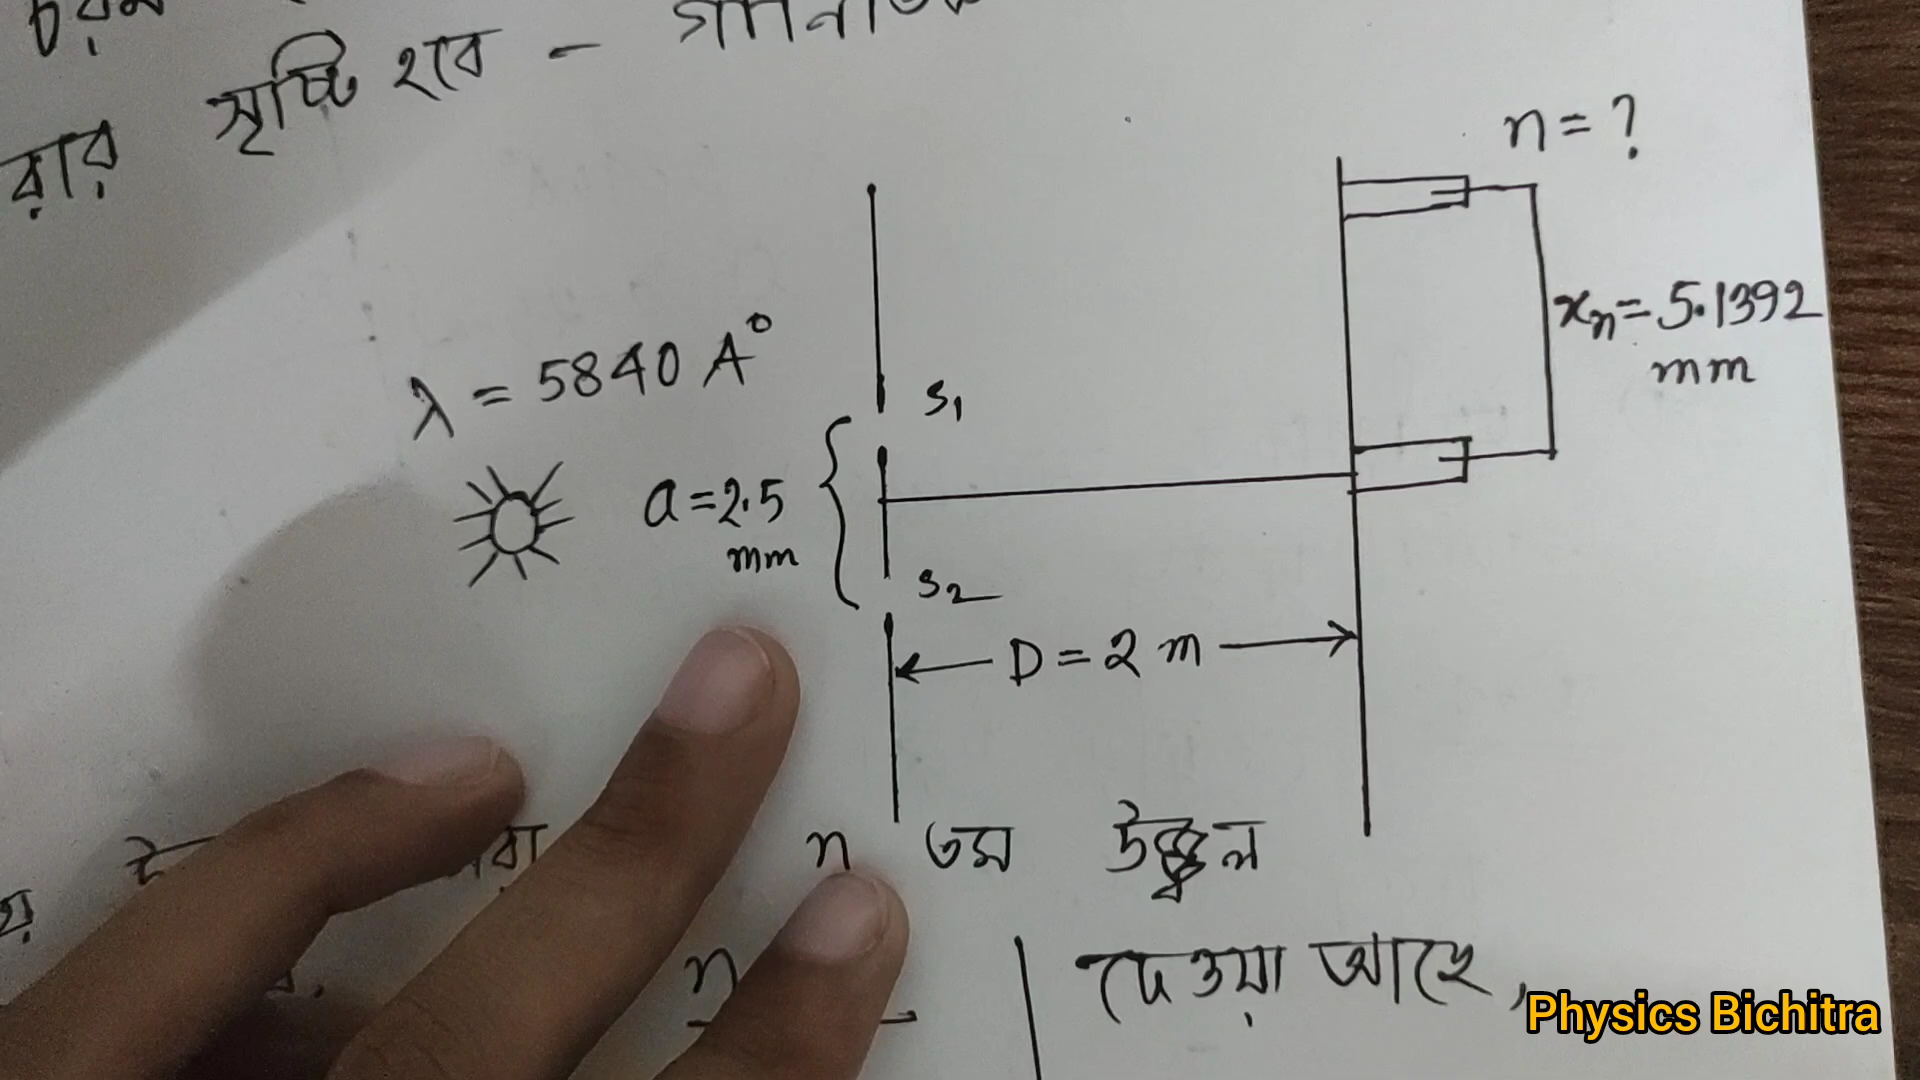 বার সৃষ্টি হবে –
n = ?
λ = 5840 A°
S₁
xₙ = 5.1392
mm
a = 2.5
mm
S₂
D = 2 m
n তম উজ্জ্বল
n
দেওয়া আছে,
Physics Bichitra